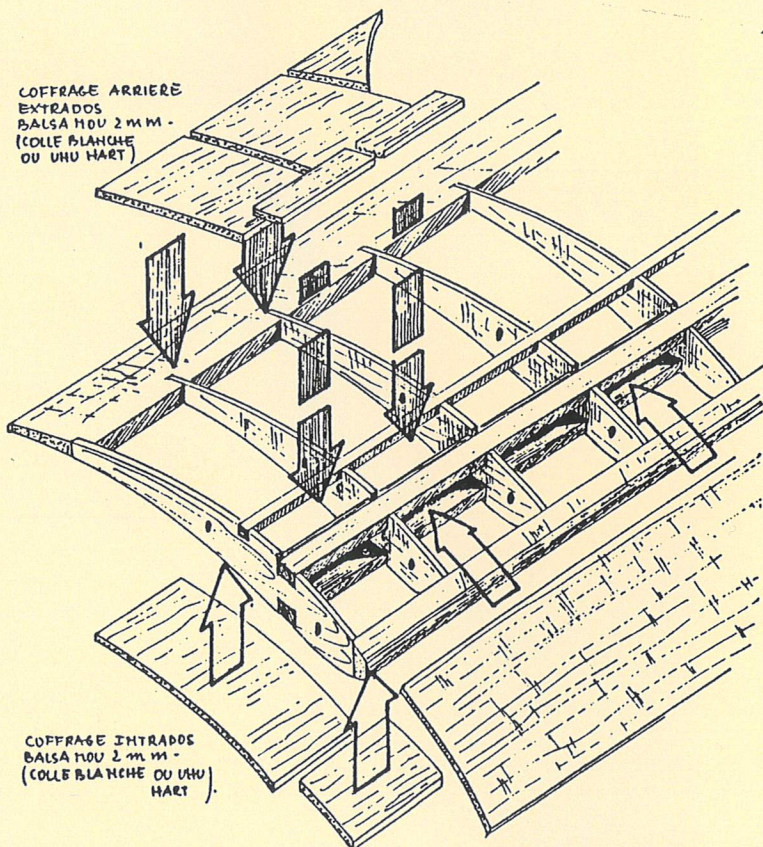 COFFRAGE ARRIERE
EXTRADOS
BALSA MOU 2 mm -
(COLLE BLANCHE
OU UHU HART)
COFFRAGE INTRADOS
BALSA MOU 2 mm -
(COLLE BLANCHE OU UHU
HART).